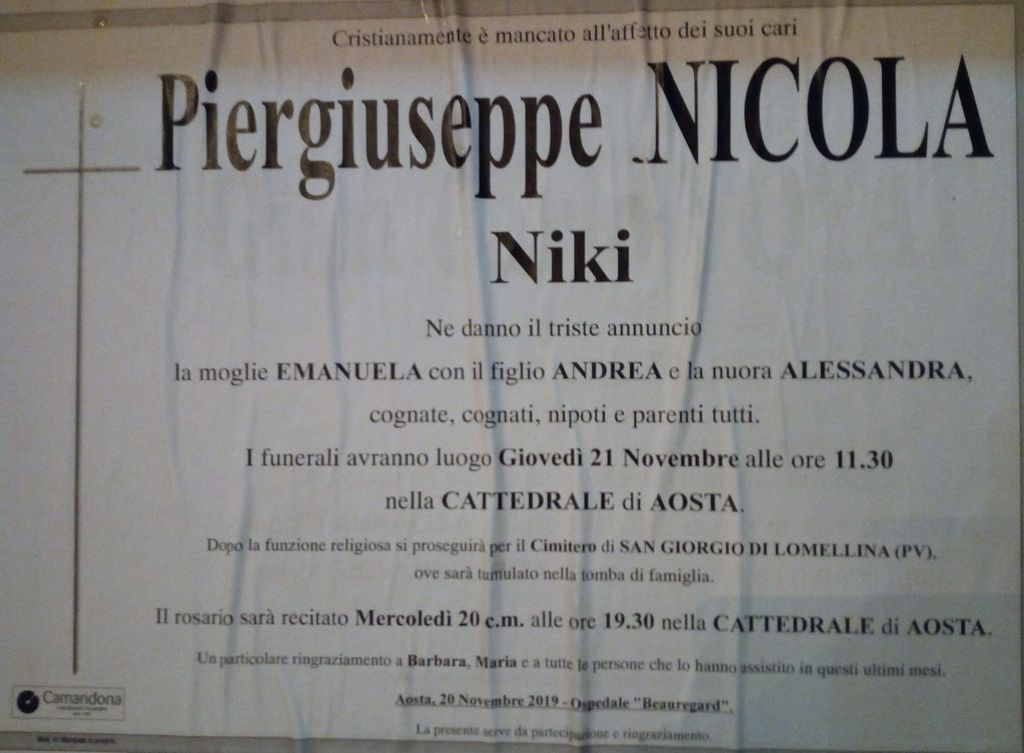 Cristianamente è mancato all'affetto dei suoi cari
Piergiuseppe NICOLA
Niki
Ne danno il triste annuncio
la moglie EMANUELA con il figlio ANDREA e la nuora ALESSANDRA,
cognate, cognati, nipoti e parenti tutti.
I funerali avranno luogo Giovedì 21 Novembre alle ore 11.30
nella CATTEDRALE di AOSTA.
Dopo la funzione religiosa si proseguirà per il Cimitero di SAN GIORGIO DI LOMELLINA (PV),
ove sarà tumulato nella tomba di famiglia.
Il rosario sarà recitato Mercoledì 20 c.m. alle ore 19.30 nella CATTEDRALE di AOSTA.
Un particolare ringraziamento a Barbara, Maria e a tutte le persone che lo hanno assistito in questi ultimi mesi.
Aosta, 20 Novembre 2019 - Ospedale "Beauregard".
La presente serve da partecipazione e ringraziamento.
Camandona